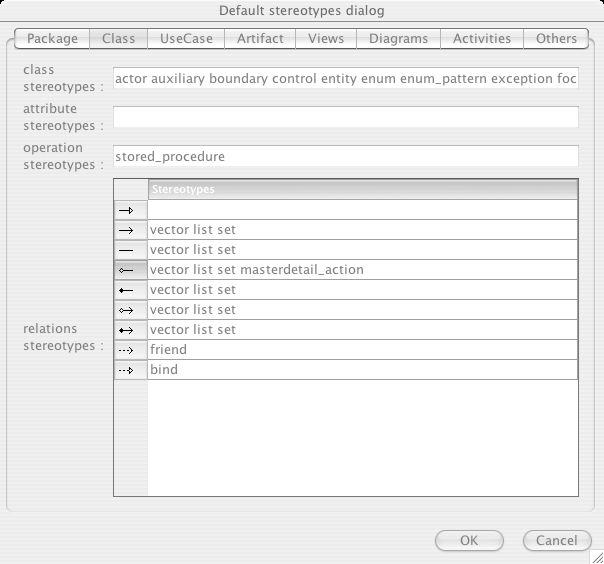 Default stereotypes dialog
Package Class UseCase Artifact Views Diagrams Activities Others
class
stereotypes :
actor auxiliary boundary control entity enum enum_pattern exception foc
attribute
stereotypes :
operation
stereotypes :
stored_procedure
Stereotypes
vector list set
vector list set
vector list set masterdetail_action
vector list set
vector list set
vector list set
friend
bind
relations
stereotypes :
OK Cancel